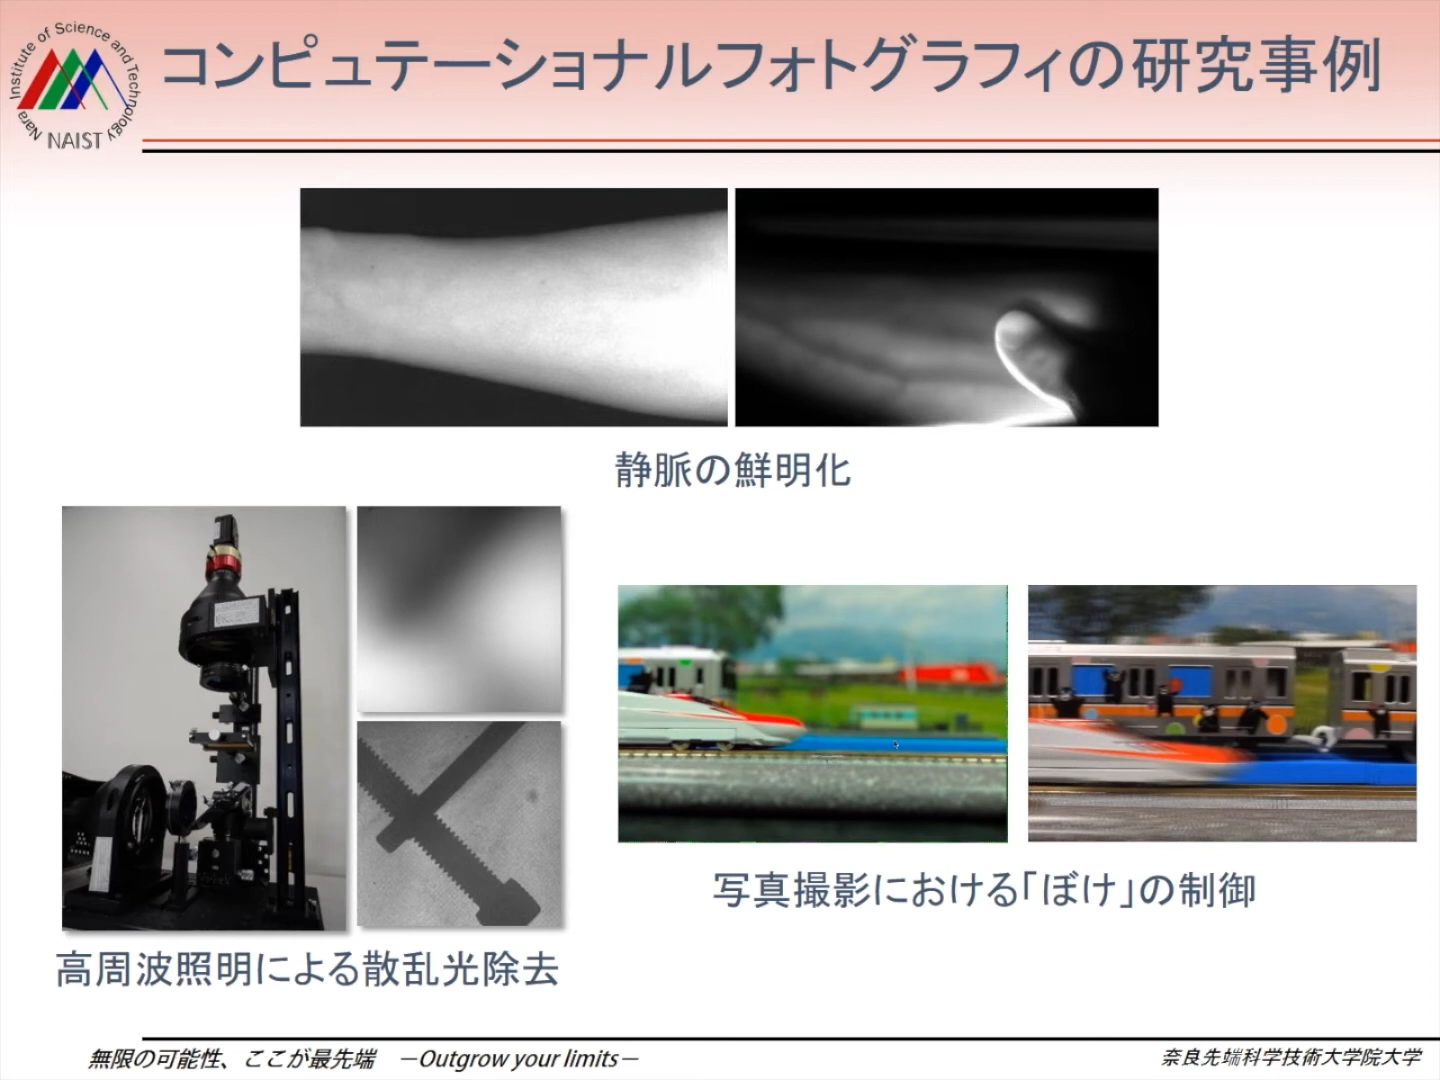 Nara Institute of Science and Technology
NAIST
コンピュテーショナルフォトグラフィの研究事例
静脈の鮮明化
写真撮影における「ぼけ」の制御
高周波照明による散乱光除去
無限の可能性、ここが最先端 －Outgrow your limits－
奈良先端科学技術大学院大学